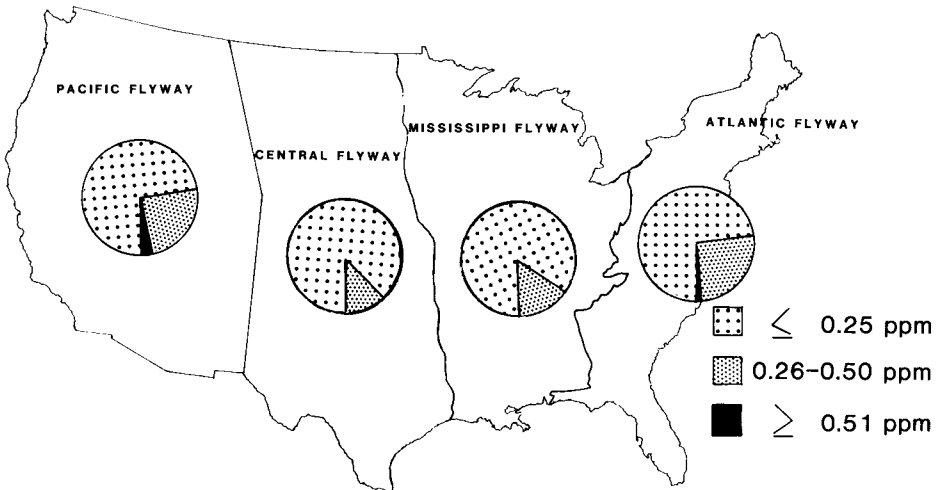 PACIFIC FLYWAY
CENTRAL FLYWAY
MISSISSIPPI FLYWAY
ATLANTIC FLYWAY
≤ 0.25 ppm
0.26-0.50 ppm
≥ 0.51 ppm